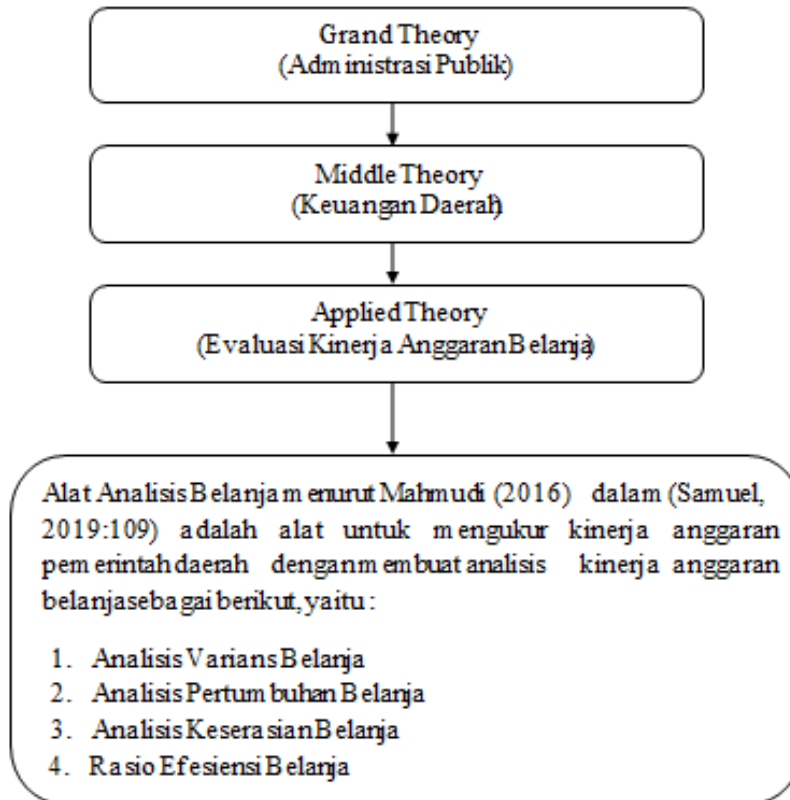 Grand Theory
(Administrasi Publik)
Middle Theory
(Keuangan Daerah)
Applied Theory
(Evaluasi Kinerja Anggaran Belanja)
Alat Analisis Belanja menurut Mahmudi (2016) dalam (Samuel,
2019:109) adalah alat untuk mengukur kinerja anggaran
pemerintah daerah dengan membuat analisis kinerja anggaran
belanja sebagai berikut, yaitu :
1. Analisis Varians Belanja
2. Analisis Pertumbuhan Belanja
3. Analisis Keserasian Belanja
4. Rasio Efesiensi Belanja